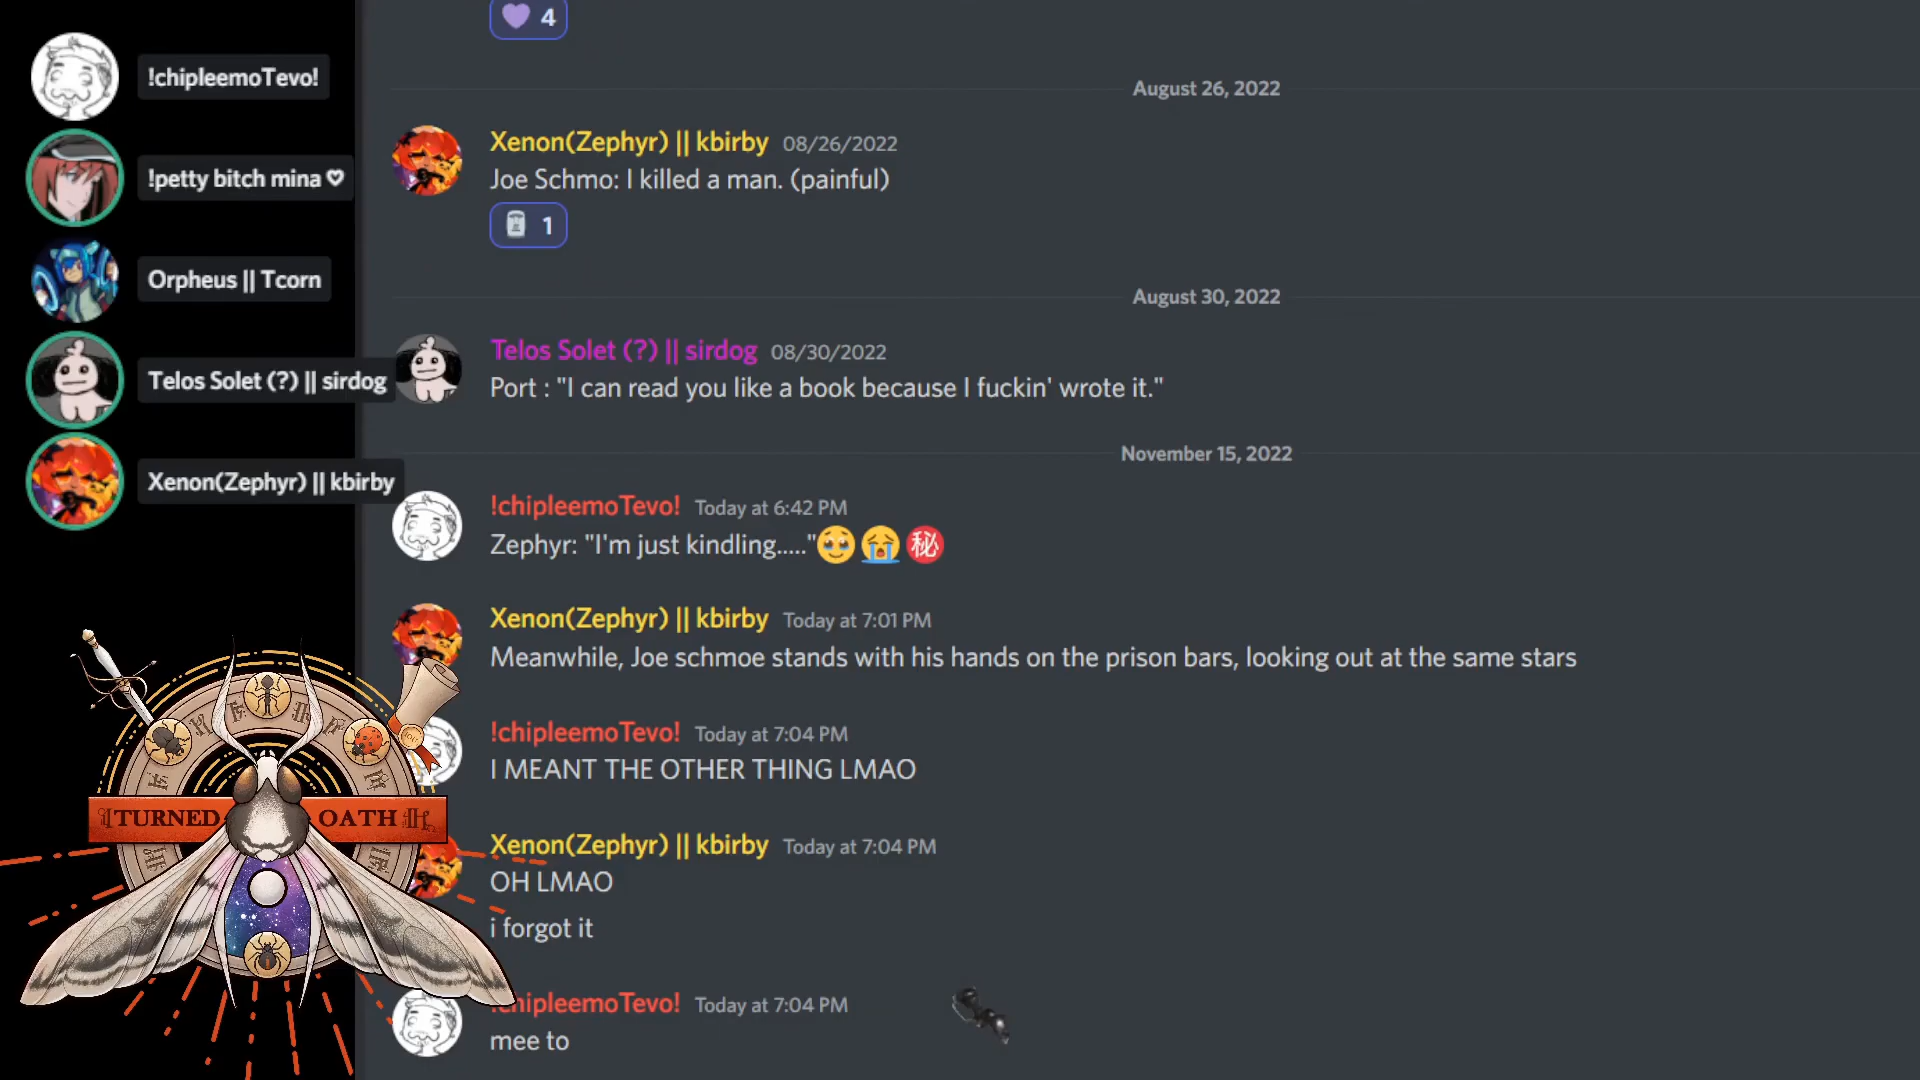 !chipleemoTevo!
!petty bitch mina ♡
Orpheus || Tcorn
Telos Solet (?) || sirdog
Xenon(Zephyr) || kbirby
TURNED OATH
4
August 26, 2022
Xenon(Zephyr) || kbirby 08/26/2022
Joe Schmo: I killed a man. (painful)
1
August 30, 2022
Telos Solet (?) || sirdog 08/30/2022
Port : "I can read you like a book because I fuckin' wrote it."
November 15, 2022
!chipleemoTevo! Today at 6:42 PM
Zephyr: "I'm just kindling....."🥹😭㊙️
Xenon(Zephyr) || kbirby Today at 7:01 PM
Meanwhile, Joe schmoe stands with his hands on the prison bars, looking out at the same stars
!chipleemoTevo! Today at 7:04 PM
I MEANT THE OTHER THING LMAO
Xenon(Zephyr) || kbirby Today at 7:04 PM
OH LMAO
i forgot it
!chipleemoTevo! Today at 7:04 PM
mee to